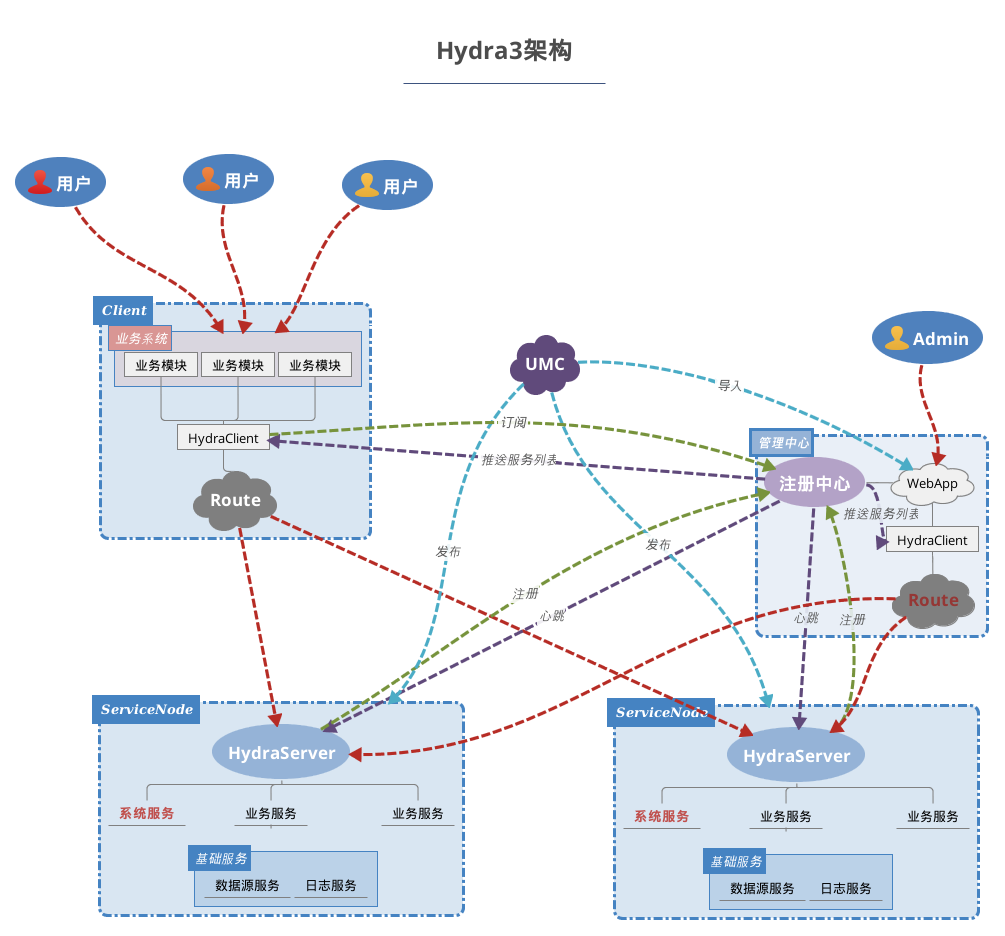 Hydra3架构
用户
用户
用户
Client
业务系统
业务模块
业务模块
业务模块
HydraClient
Route
UMC
Admin
导入
订阅
推送服务列表
管理中心
注册中心
WebApp
推送服务列表
HydraClient
Route
发布
发布
注册
心跳
心跳
注册
ServiceNode
HydraServer
系统服务
业务服务
业务服务
基础服务
数据源服务
日志服务
ServiceNode
HydraServer
系统服务
业务服务
业务服务
基础服务
数据源服务
日志服务